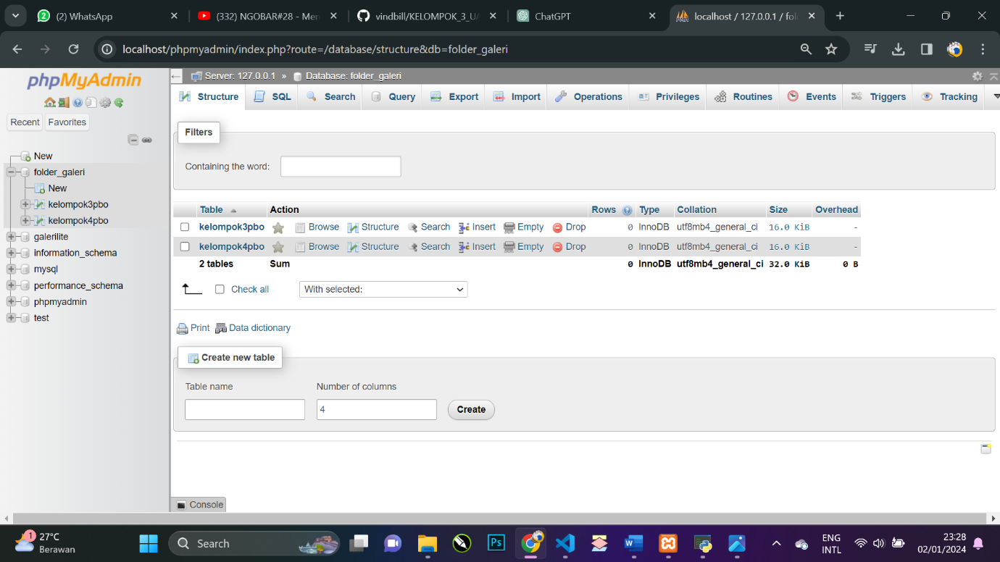 (2) WhatsApp
(332) NGOBAR#28 - Men
vindbill/KELOMPOK_3_UA
ChatGPT
localhost / 127.0.0.1 / fol
localhost/phpmyadmin/index.php?route=/database/structure&db=folder_galeri
phpMyAdmin
Recent Favorites
New
folder_galeri
New
kelompok3pbo
kelompok4pbo
galerilite
information_schema
mysql
performance_schema
phpmyadmin
test
Server: 127.0.0.1 » Database: folder_galeri
Structure SQL Search Query Export Import Operations Privileges Routines Events Triggers Tracking
Filters
Containing the word:
Table Action Rows Type Collation Size Overhead
kelompok3pbo Browse Structure Search Insert Empty Drop 0 InnoDB utf8mb4_general_ci 16.0 KiB -
kelompok4pbo Browse Structure Search Insert Empty Drop 0 InnoDB utf8mb4_general_ci 16.0 KiB -
2 tables Sum 0 InnoDB utf8mb4_general_ci 32.0 KiB 0 B
Check all With selected:
Print Data dictionary
Create new table
Table name Number of columns
4 Create
Console
1 27°C
Berawan
Search
Ps
ENG
INTL
23:28
02/01/2024